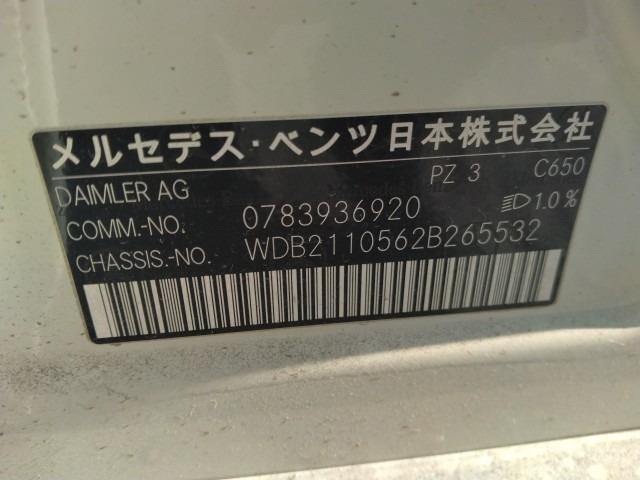 メルセデス・ベンツ日本株式会社
DAIMLER AG PZ 3 C650
COMM.-NO. 0783936920 1.0%
CHASSIS.-NO. WDB2110562B265532